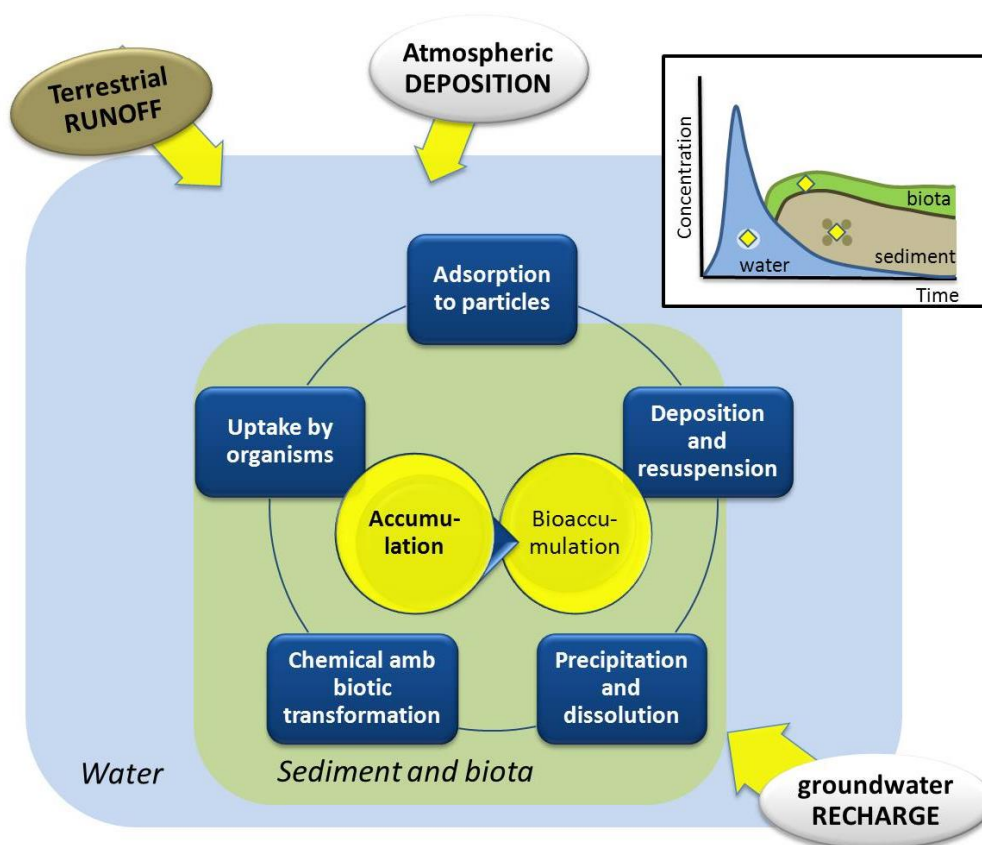 Terrestrial
RUNOFF
Atmospheric
DEPOSITION
Concentration
biota
water
sediment
Time
Adsorption
to particles
Uptake by
organisms
Deposition
and
resuspension
Accumu-
lation
Bioaccu-
mulation
Chemical amb
biotic
transformation
Precipitation
and
dissolution
Water
Sediment and biota
groundwater
RECHARGE